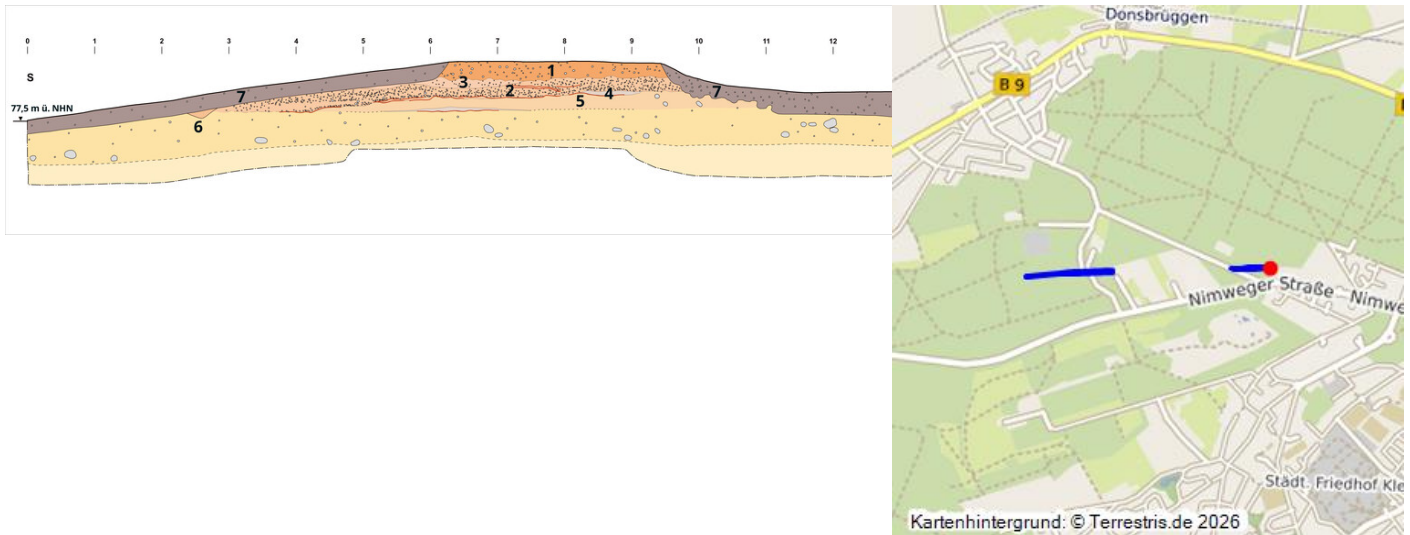 0 1 2 3 4 5 6 7 8 9 10 11 12
S
77,5 m ü. NHN
1
3
2
4
7
7
5
6
Donsbrüggen
B 9
Nimweger Straße - Nimwe
Städt. Friedhof Kle
Kartenhintergrund: © Terrestris.de 2026